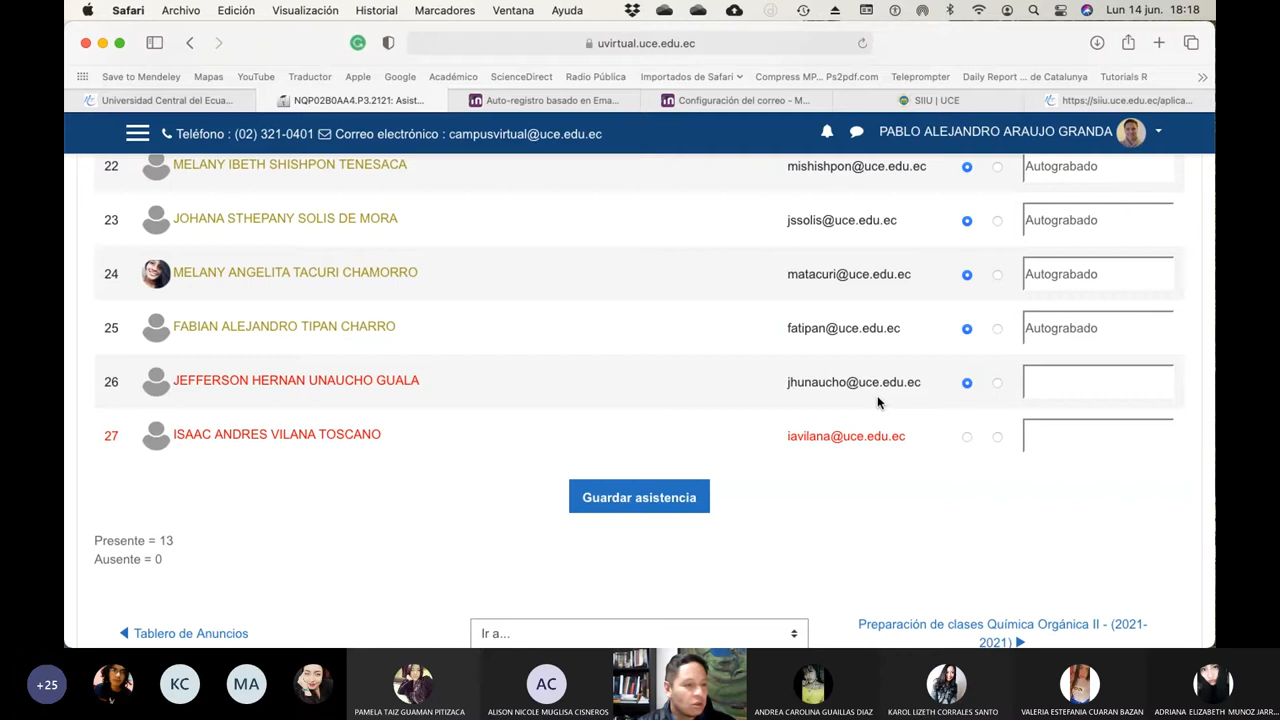 Safari Archivo Edición Visualización Historial Marcadores Ventana Ayuda Lun 14 jun. 18:18
uvirtual.uce.edu.ec
Save to Mendeley Mapas YouTube Traductor Apple Google Académico ScienceDirect Radio Pública Importados de Safari Compress MP... Ps2pdf.com Teleprompter Daily Report ... de Catalunya Tutorials R
Universidad Central del Ecua... NQP02B0AA4.P3.2121: Asist... Auto-registro basado en Ema... Configuración del correo - M... SIIU | UCE https://siiu.uce.edu.ec/aplica...
Teléfono : (02) 321-0401 Correo electrónico : campusvirtual@uce.edu.ec PABLO ALEJANDRO ARAUJO GRANDA
22 MELANY IBETH SHISHPON TENESACA mishishpon@uce.edu.ec Autograbado
23 JOHANA STHEPANY SOLIS DE MORA jssolis@uce.edu.ec Autograbado
24 MELANY ANGELITA TACURI CHAMORRO matacuri@uce.edu.ec Autograbado
25 FABIAN ALEJANDRO TIPAN CHARRO fatipan@uce.edu.ec Autograbado
26 JEFFERSON HERNAN UNAUCHO GUALA jhunaucho@uce.edu.ec
27 ISAAC ANDRES VILANA TOSCANO iavilana@uce.edu.ec
Guardar asistencia
Presente = 13
Ausente = 0
Tablero de Anuncios Ir a... Preparación de clases Química Orgánica II - (2021-
2021)
+25 KC MA AC
PAMELA TAIZ GUAMAN PITIZACA ALISON NICOLE MUGLISA CISNEROS ANDREA CAROLINA GUAILLAS DIAZ KAROL LIZETH CORRALES SANTO VALERIA ESTEFANIA CUARAN BAZAN ADRIANA ELIZABETH MUNOZ JARR...